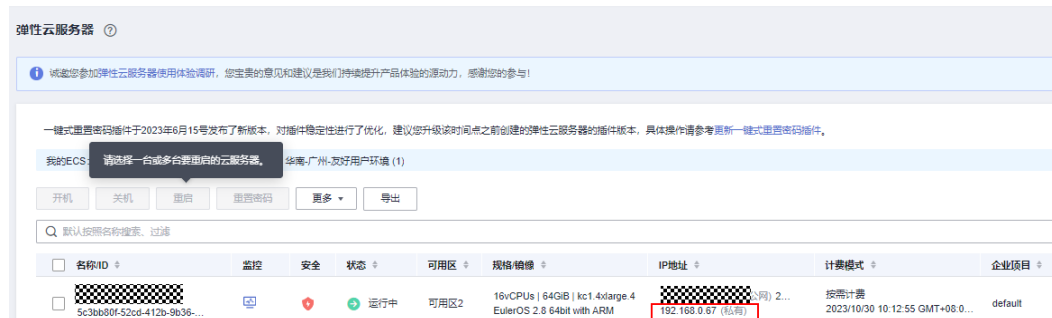 弹性云服务器 ?
诚邀您参加弹性云服务器使用体验调研，您宝贵的意见和建议是我们持续提升产品体验的源动力，感谢您的参与！
一键式重置密码插件于2023年6月15号发布了新版本，对插件稳定性进行了优化，建议您升级该时间点之前创建的弹性云服务器的插件版本，具体操作请参考更新一键式重置密码插件。
我的ECS: 请选择一台或多台要重启的云服务器。 华南-广州-友好用户环境 (1)
开机 关机 重启 重置密码 更多 导出
默认按照名称搜索、过滤
名称/ID 监控 安全 状态 可用区 规格/镜像 IP地址 计费模式 企业项目
5c3bb80f-52cd-412b-9b36-... 运行中 可用区2 16vCPUs | 64GiB | kc1.4xlarge.4 公网) 2... 按需计费 default
EulerOS 2.8 64bit with ARM 192.168.0.67 (私有) 2023/10/30 10:12:55 GMT+08:0...